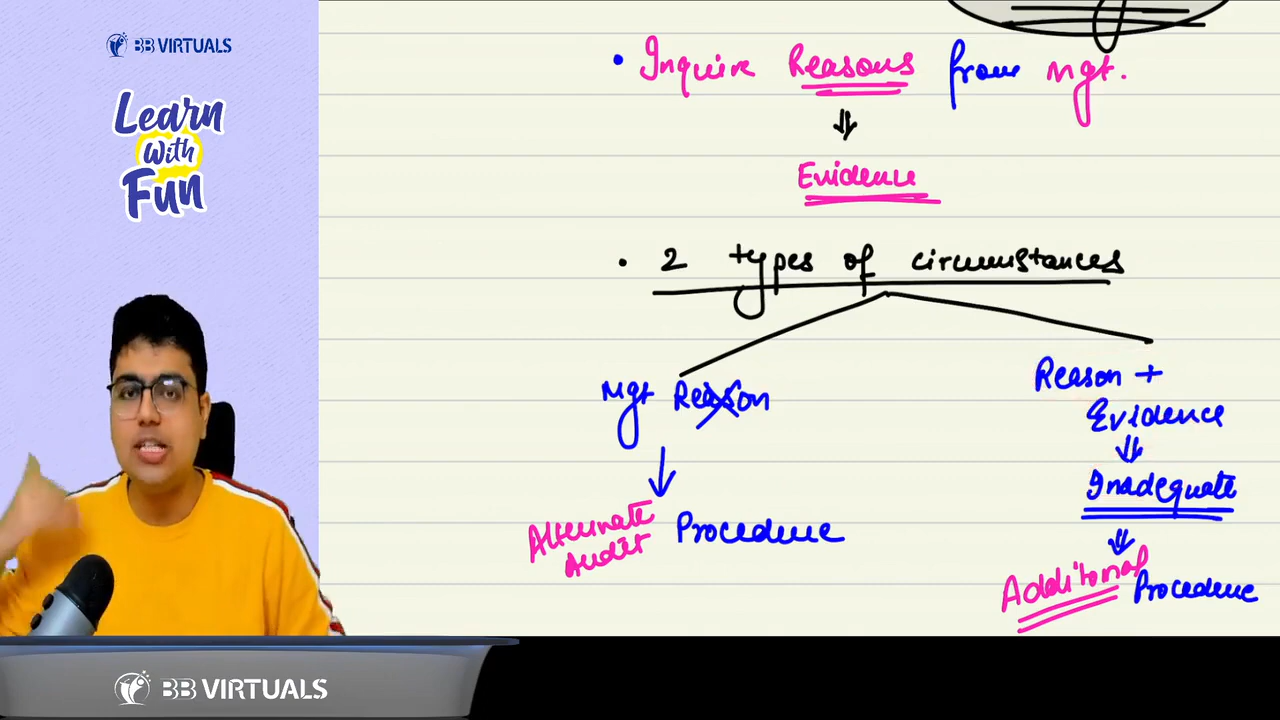 BB VIRTUALS
Learn
With
Fun
• Inquire Reasons from Mgt.
Evidence
• 2 types of circumstances
Mgt Reason
Alternate
Audit Procedure
Reason +
Evidence
Inadequate
Additional Procedure
BB VIRTUALS